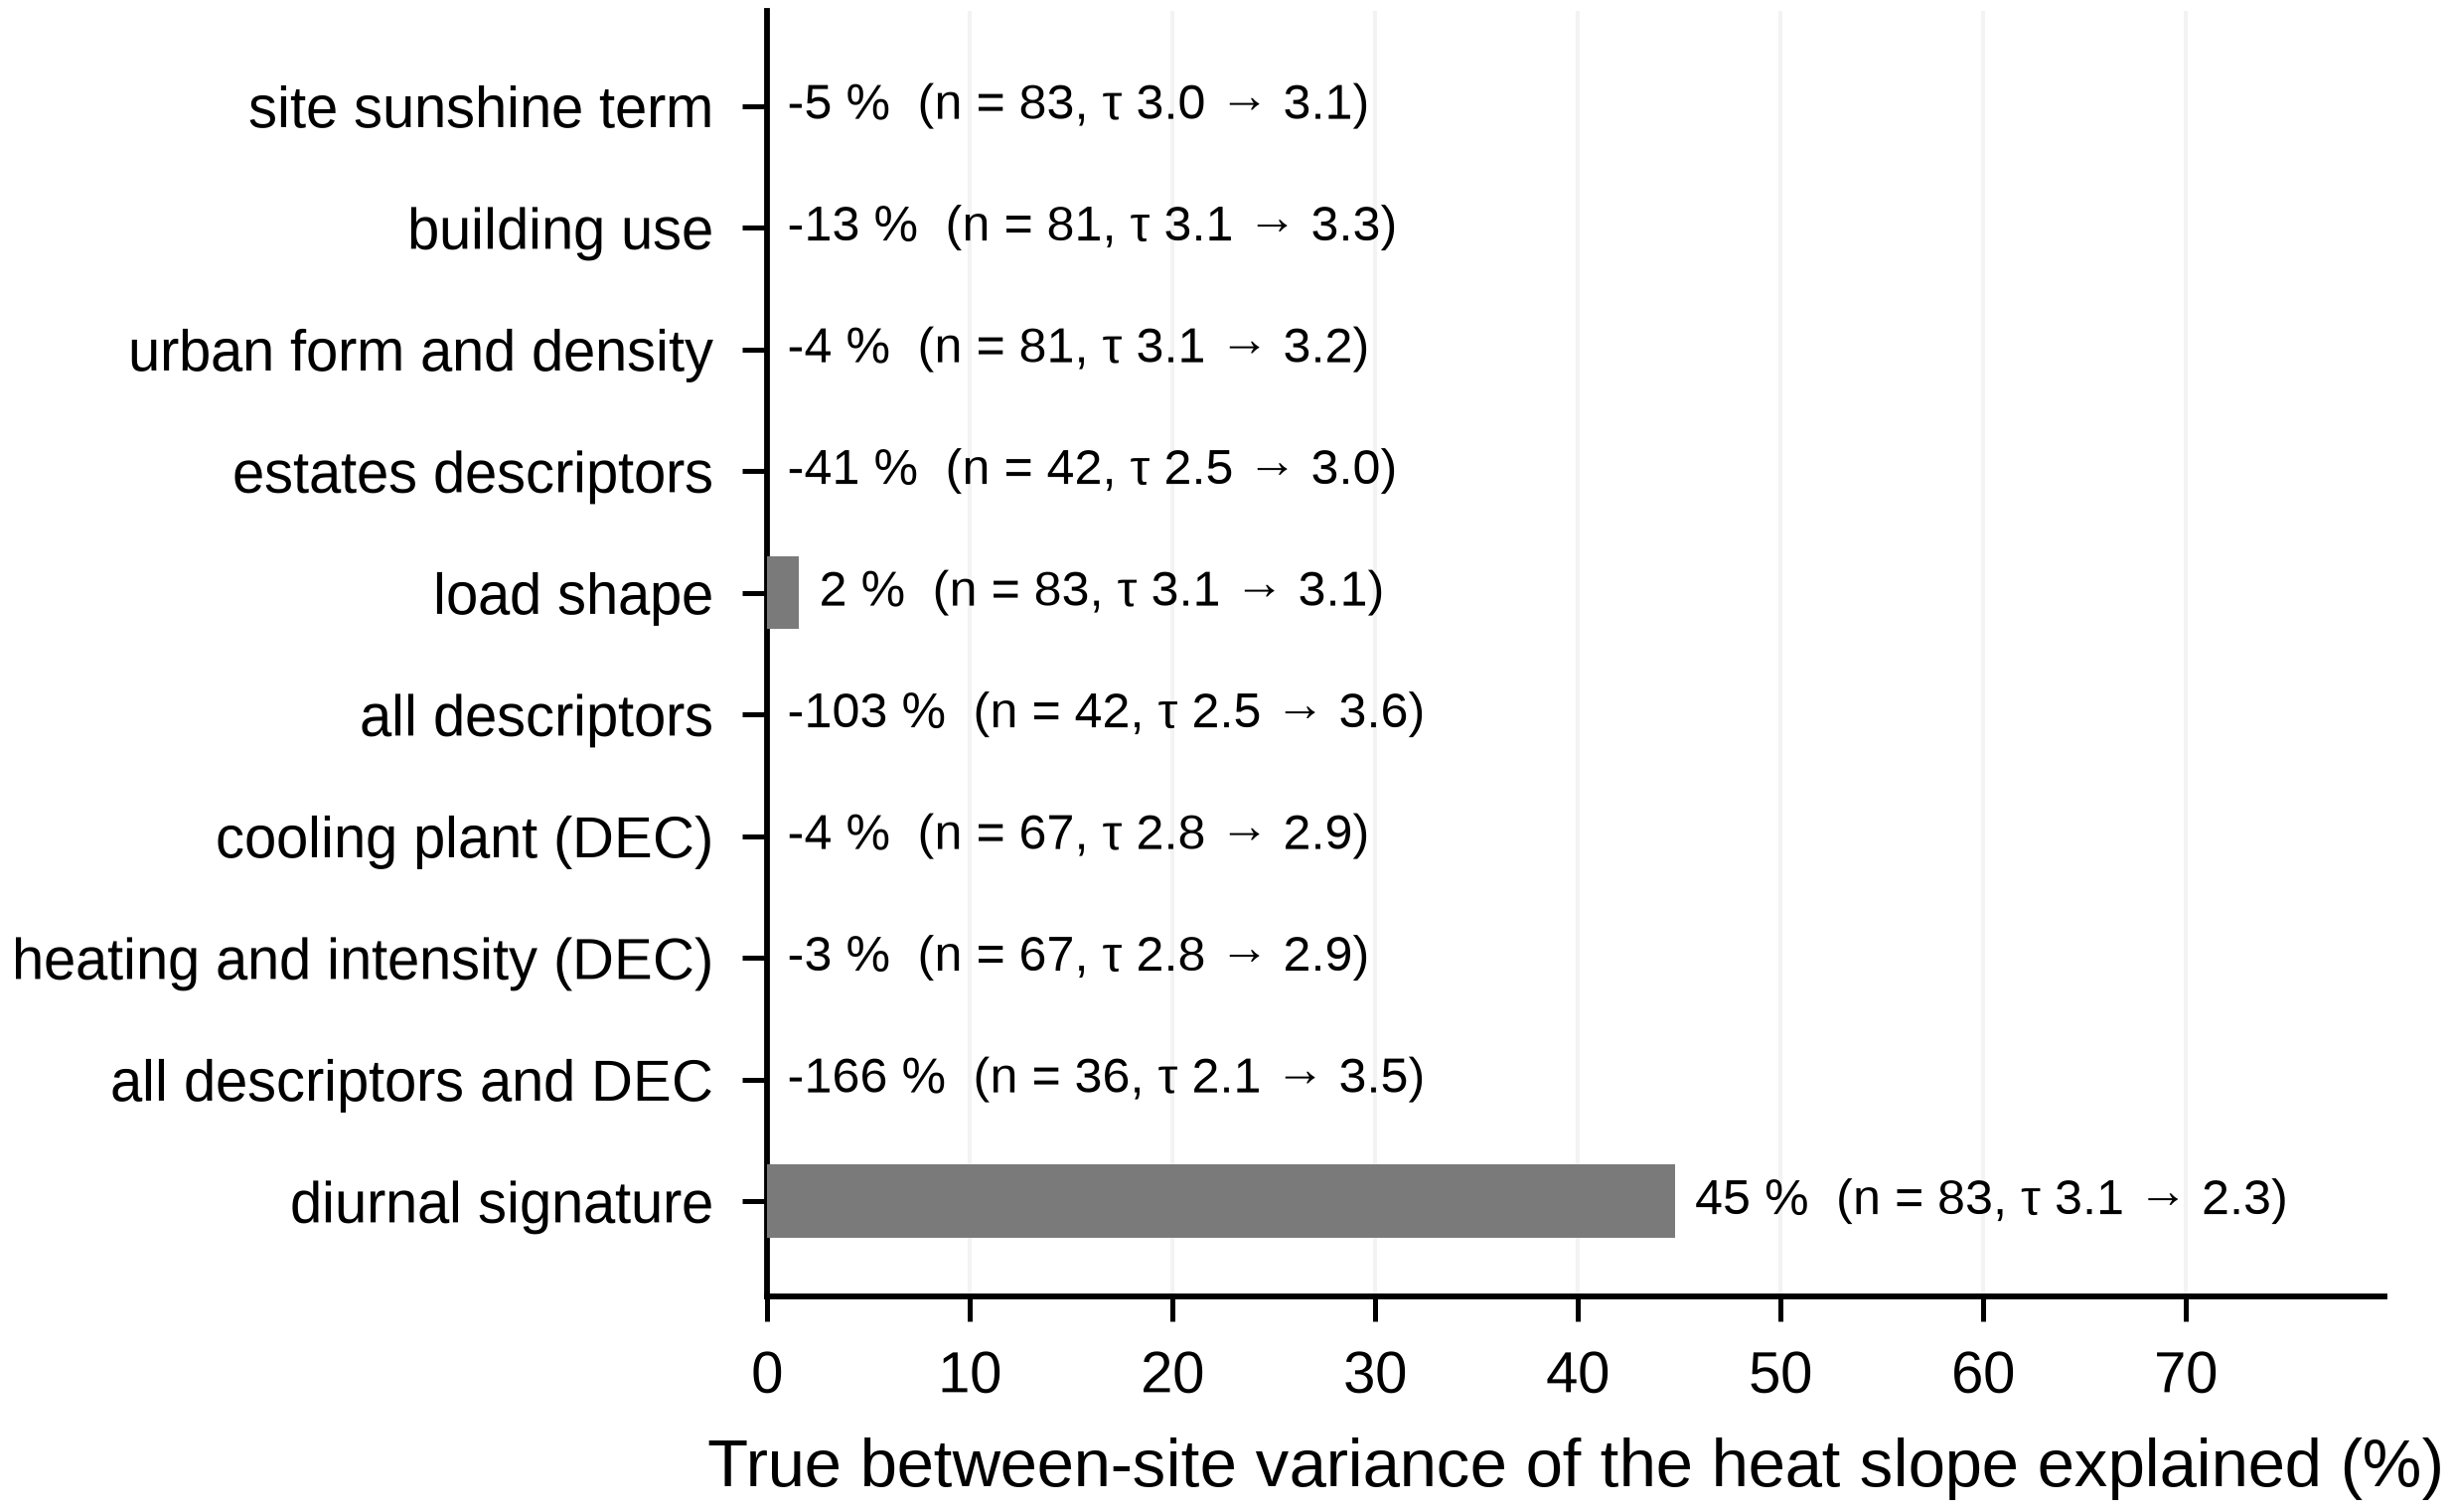 site sunshine term -5 % (n = 83, τ 3.0 → 3.1)
building use -13 % (n = 81, τ 3.1 → 3.3)
urban form and density -4 % (n = 81, τ 3.1 → 3.2)
estates descriptors -41 % (n = 42, τ 2.5 → 3.0)
load shape 2 % (n = 83, τ 3.1 → 3.1)
all descriptors -103 % (n = 42, τ 2.5 → 3.6)
cooling plant (DEC) -4 % (n = 67, τ 2.8 → 2.9)
heating and intensity (DEC) -3 % (n = 67, τ 2.8 → 2.9)
all descriptors and DEC -166 % (n = 36, τ 2.1 → 3.5)
diurnal signature 45 % (n = 83, τ 3.1 → 2.3)
0 10 20 30 40 50 60 70
True between-site variance of the heat slope explained (%)